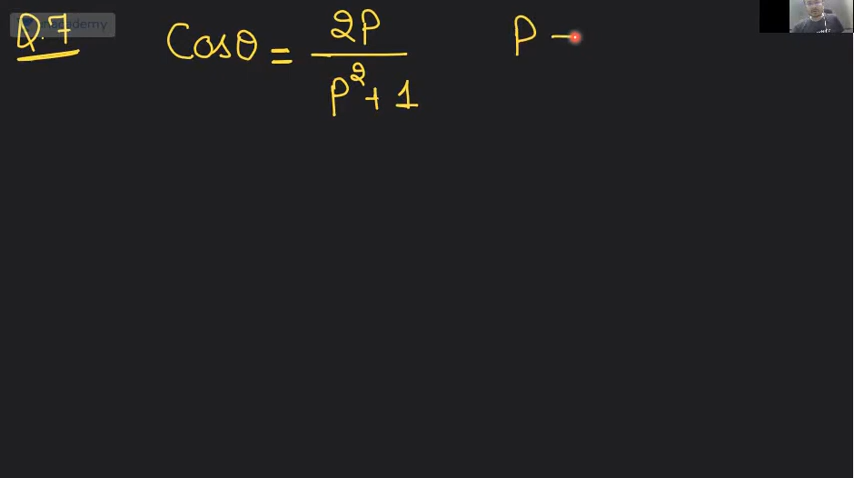 Q.7 Cosθ = 2P / P²+1 P –